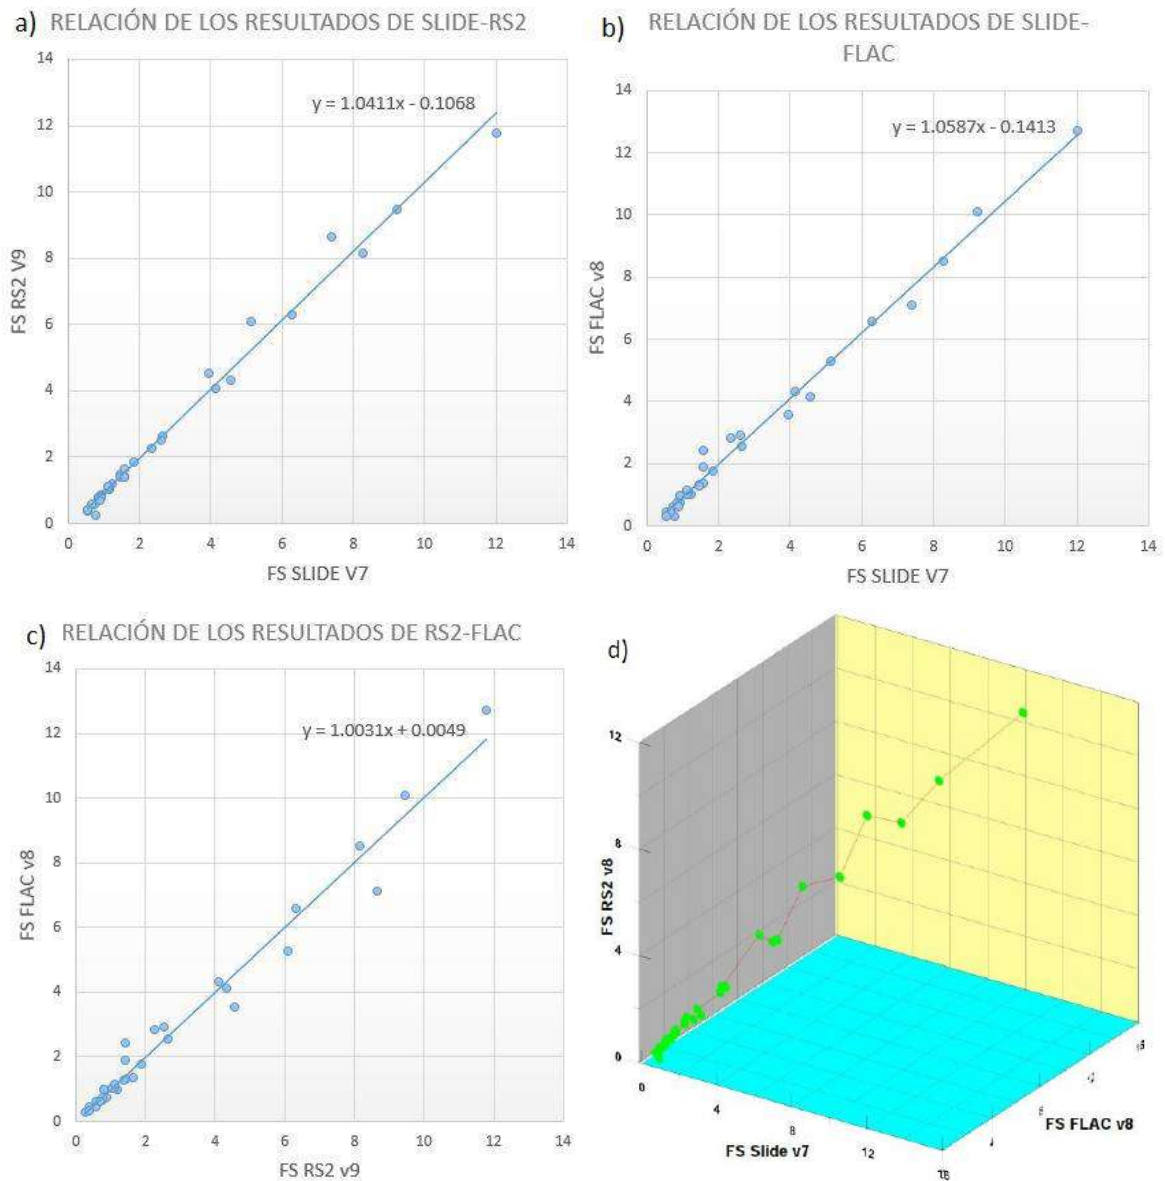 a) RELACIÓN DE LOS RESULTADOS DE SLIDE-RS2
14
12
10
8
6
4
2
0
y = 1.0411x - 0.1068
FS RS2 V9
0 2 4 6 8 10 12 14
FS SLIDE V7
b) RELACIÓN DE LOS RESULTADOS DE SLIDE-
FLAC
14
12
10
8
6
4
2
0
y = 1.0587x - 0.1413
FS FLAC v8
0 2 4 6 8 10 12 14
FS SLIDE V7
c) RELACIÓN DE LOS RESULTADOS DE RS2-FLAC
14
12
10
8
6
4
2
0
y = 1.0031x + 0.0049
FS FLAC v8
0 2 4 6 8 10 12 14
FS RS2 v9
d)
12
8
4
0
FS RS2 v8
0 4 8 12
FS Slide v7
4
FS FLAC v8